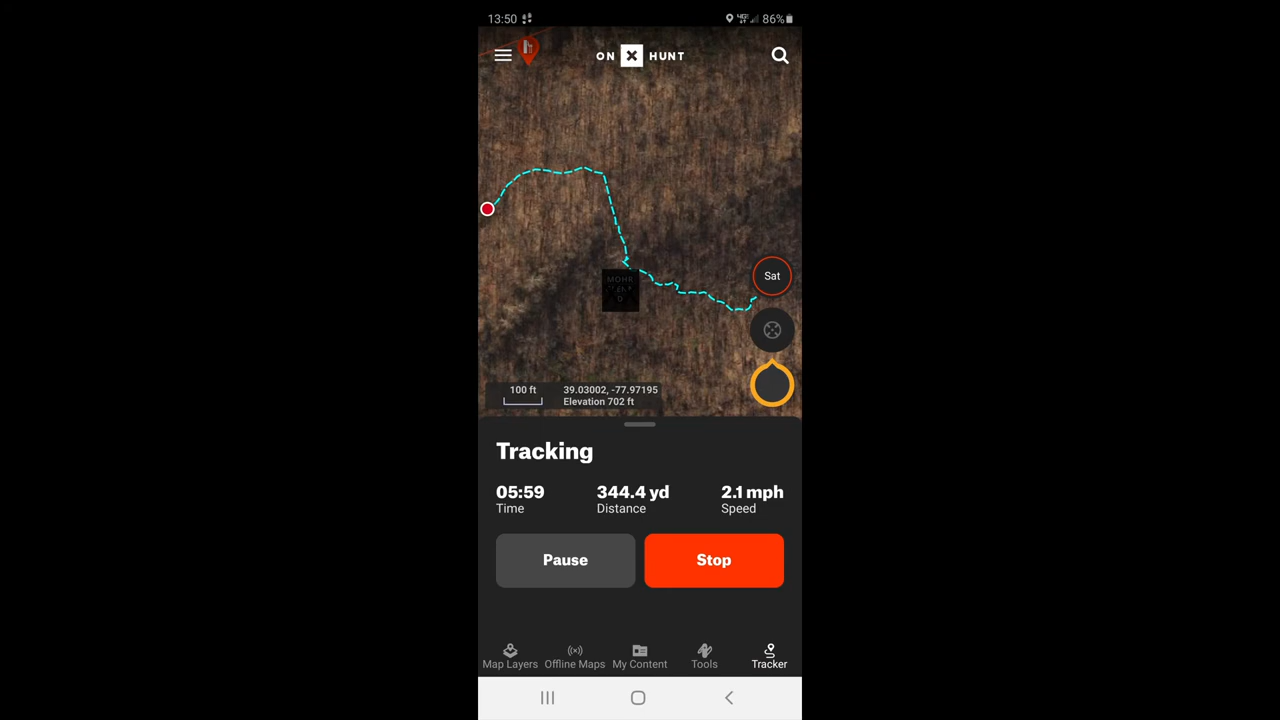 13:50
86%
ON X HUNT
Sat
100 ft
39.03002, -77.97195
Elevation 702 ft
Tracking
05:59
344.4 yd
2.1 mph
Time
Distance
Speed
Pause
Stop
Map Layers
Offline Maps
My Content
Tools
Tracker